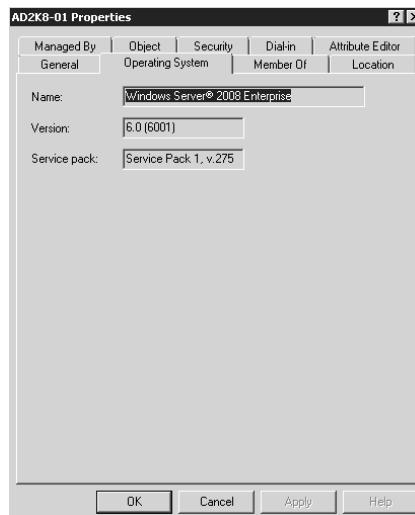 AD2K8-01 Properties
Managed By Object Security Dial-in Attribute Editor
General Operating System Member Of Location
Name: Windows Server® 2008 Enterprise
Version: 6.0 (6001)
Service pack: Service Pack 1, v.275
OK Cancel Apply Help